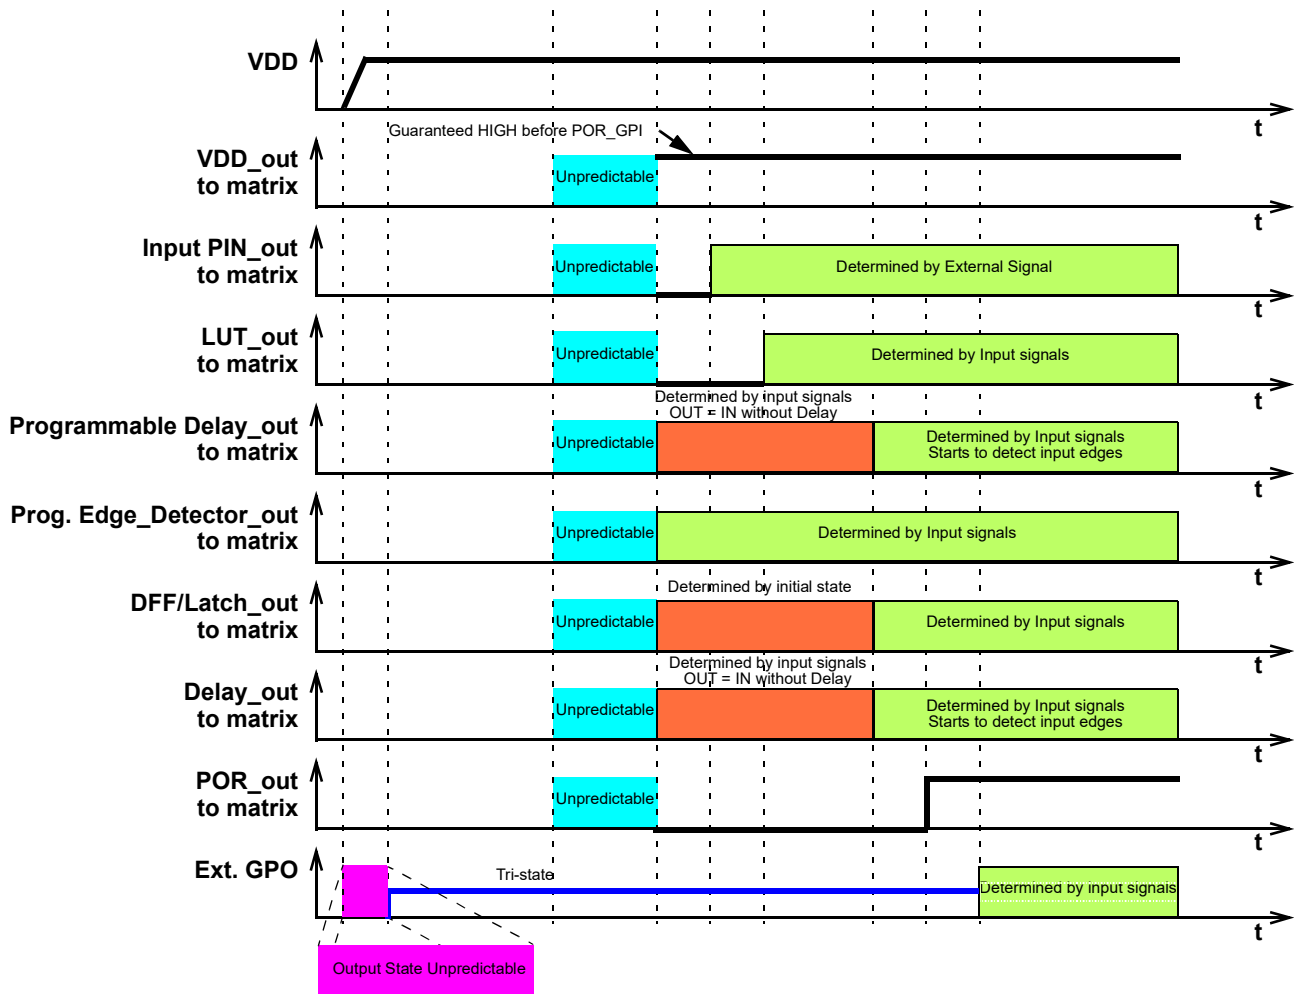 VDD
t
Guaranteed HIGH before POR_GPI
VDD_out
to matrix
Unpredictable
t
Input PIN_out
to matrix
Unpredictable
Determined by External Signal
t
LUT_out
to matrix
Unpredictable
Determined by Input signals
t
Determined by input signals
OUT = IN without Delay
Programmable Delay_out
to matrix
Unpredictable
Determined by Input signals
Starts to detect input edges
t
Prog. Edge_Detector_out
to matrix
Unpredictable
Determined by Input signals
t
Determined by initial state
DFF/Latch_out
to matrix
Unpredictable
Determined by Input signals
t
Determined by input signals
OUT = IN without Delay
Delay_out
to matrix
Unpredictable
Determined by Input signals
Starts to detect input edges
t
POR_out
to matrix
Unpredictable
t
Ext. GPO
Tri-state
Determined by input signals
t
Output State Unpredictable